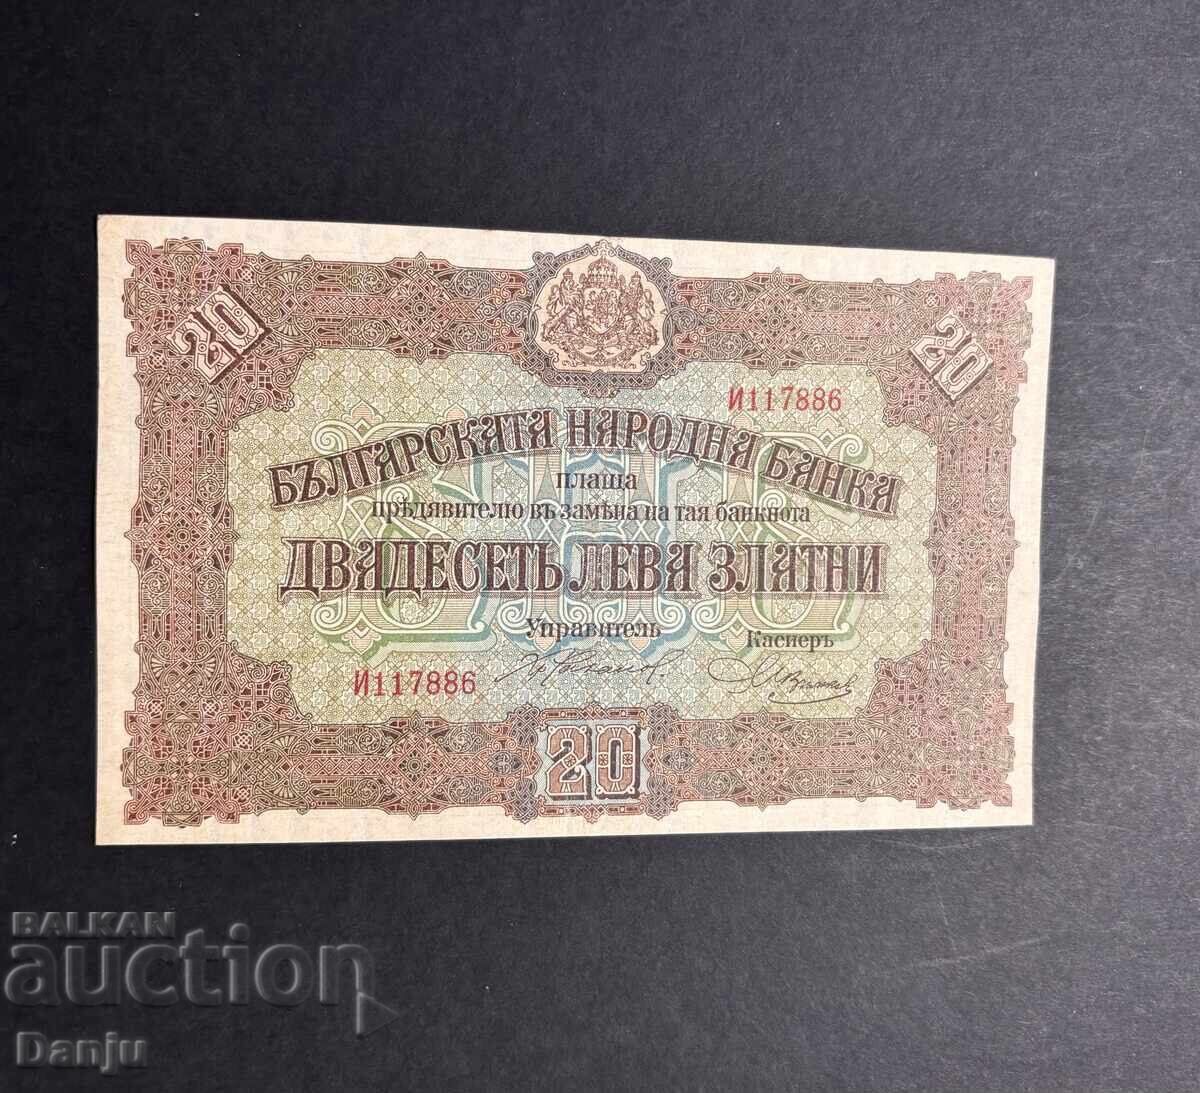 20
20
И117886
БЪЛГАРСКАТА НАРОДНА БАНКА
плаща
прѣдявителю въ замѣна на тая банкнота
ДВАДЕСЕТЬ ЛЕВА ЗЛАТНИ
Управитель
Касиеръ
И117886
20
BALKAN
auction
Danju